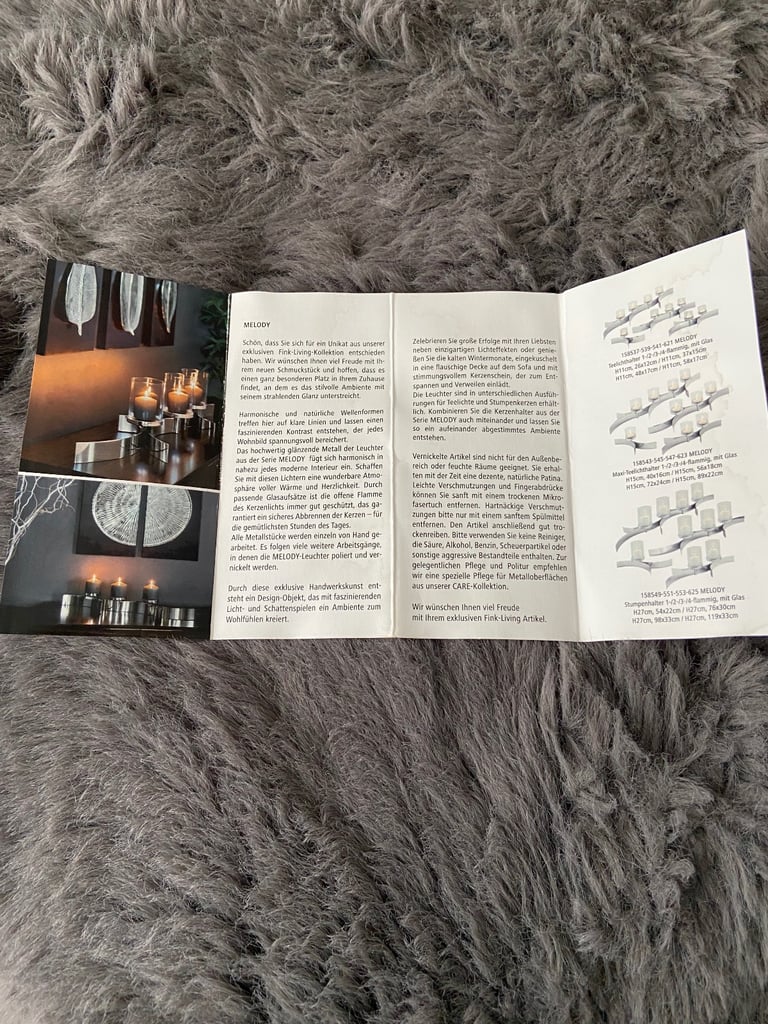 MELODY
Schön, dass Sie sich für ein Unikat aus unserer
exklusiven Fink-Living-Kollektion entschieden
haben. Wir wünschen Ihnen viel Freude mit Ih-
rem neuen Schmuckstück und hoffen, dass es
einen ganz besonderen Platz in Ihrem Zuhause
findet, an dem es das stilvolle Ambiente mit
seinem strahlenden Glanz unterstreicht.
Harmonische und natürliche Wellenformen
treffen hier auf klare Linien und lassen einen
faszinierenden Kontrast entstehen, der jedes
Wohnbild spannungsvoll bereichert.
Das hochwertig glänzende Metall der Leuchter
aus der Serie MELODY fügt sich harmonisch in
nahezu jedes moderne Interieur ein. Schaffen
Sie mit diesen Lichtern eine wunderbare Atmo-
sphäre voller Wärme und Herzlichkeit. Durch
passende Glasaufsätze ist die offene Flamme
des Kerzenlichts immer gut geschützt, das ga-
rantiert ein sicheres Abbrennen der Kerzen – für
die gemütlichsten Stunden des Tages.
Alle Metallstücke werden einzeln von Hand ge-
arbeitet. Es folgen viele weitere Arbeitsgänge,
in denen die MELODY-Leuchter poliert und ver-
nickelt werden.
Durch diese exklusive Handwerkskunst ent-
steht ein Design-Objekt, das mit faszinierenden
Licht- und Schattenspielen ein Ambiente zum
Wohlfühlen kreiert.
Zelebrieren Sie große Erfolge mit Ihren Liebsten
neben einzigartigen Lichteffekten oder genie-
ßen Sie die kalten Wintermonate, eingekuschelt
in eine flauschige Decke auf dem Sofa und mit
stimmungsvollem Kerzenschein, der zum Ent-
spannen und Verweilen einlädt.
Die Leuchter sind in unterschiedlichen Ausfüh-
rungen für Teelichte und Stumpenkerzen erhält-
lich. Kombinieren Sie die Kerzenhalter aus der
Serie MELODY auch miteinander und lassen Sie
so ein aufeinander abgestimmtes Ambiente
entstehen.
Vernickelte Artikel sind nicht für den Außenbe-
reich oder feuchte Räume geeignet. Sie erhal-
ten mit der Zeit eine dezente, natürliche Patina.
Leichte Verschmutzungen und Fingerabdrücke
können Sie sanft mit einem trockenen Mikro-
fasertuch entfernen. Hartnäckige Verschmut-
zungen bitte nur mit einem sanften Spülmittel
entfernen. Den Artikel anschließend gut tro-
ckenreiben. Bitte verwenden Sie keine Reiniger,
die Säure, Alkohol, Benzin, Scheuerpartikel oder
sonstige aggressive Bestandteile enthalten. Zur
gelegentlichen Pflege und Politur empfehlen
wir eine spezielle Pflege für Metalloberflächen
aus unserer CARE-Kollektion.
Wir wünschen Ihnen viel Freude
mit Ihrem exklusiven Fink-Living Artikel.
158537-539-541-621 MELODY
Teelichthalter 1-/2-/3-/4-flammig, mit Glas
H11cm, 26x12cm / H11cm, 37x15cm
H11cm, 48x17cm / H11cm, 58x17cm
158543-545-547-623 MELODY
Maxi-Teelichthalter 1-/2-/3-/4-flammig, mit Glas
H15cm, 40x16cm / H15cm, 56x18cm
H15cm, 72x24cm / H15cm, 89x22cm
158549-551-553-625 MELODY
Stumpenhalter 1-/2-/3-/4-flammig, mit Glas
H27cm, 54x22cm / H27cm, 76x30cm
H27cm, 98x33cm / H27cm, 119x33cm